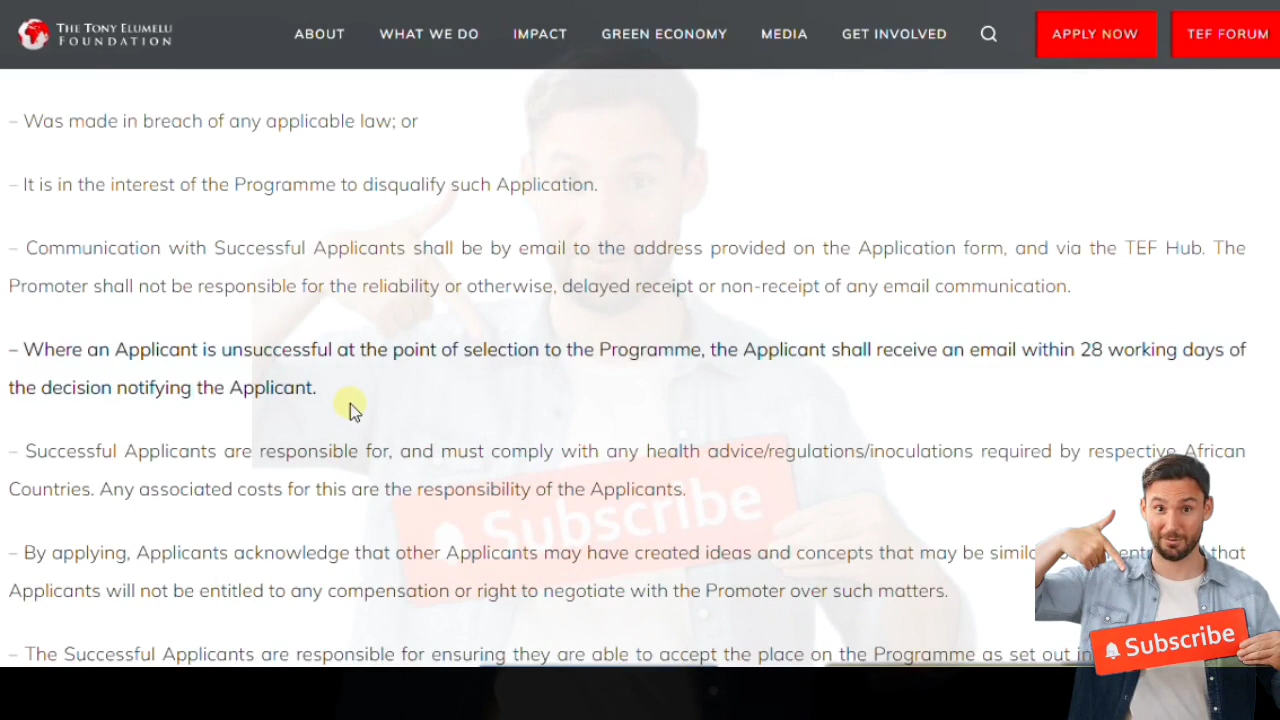 THE TONY ELUMELU
FOUNDATION
ABOUT
WHAT WE DO
IMPACT
GREEN ECONOMY
MEDIA
GET INVOLVED
APPLY NOW
TEF FORUM
– Was made in breach of any applicable law; or
– It is in the interest of the Programme to disqualify such Application.
– Communication with Successful Applicants shall be by email to the address provided on the Application form, and via the TEF Hub. The
Promoter shall not be responsible for the reliability or otherwise, delayed receipt or non-receipt of any email communication.
– Where an Applicant is unsuccessful at the point of selection to the Programme, the Applicant shall receive an email within 28 working days of
the decision notifying the Applicant.
– Successful Applicants are responsible for, and must comply with any health advice/regulations/inoculations required by respective African
Countries. Any associated costs for this are the responsibility of the Applicants.
– By applying, Applicants acknowledge that other Applicants may have created ideas and concepts that may be that
Applicants will not be entitled to any compensation or right to negotiate with the Promoter over such matters.
– The Successful Applicants are responsible for ensuring they are able to accept the place on the Programme as set out in
Subscribe
Subscribe